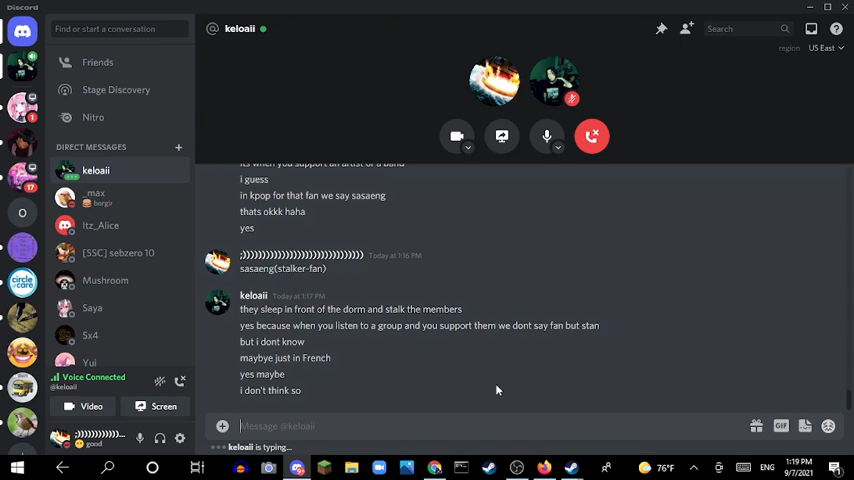 Discord
Find or start a conversation
@ keloaii
Search
region US East
Friends
Stage Discovery
Nitro
1
17
O
circle of care
DIRECT MESSAGES +
keloaii
_max
borgir
Itz_Alice
[SSC] sebzero 10
Mushroom
Saya
Sx4
Yui
its when you support an artist or a band
i guess
in kpop for that fan we say sasaeng
thats okkk haha
yes
Today at 1:16 PM
sasaeng(stalker-fan)
keloaii Today at 1:17 PM
they sleep in front of the dorm and stalk the members
yes because when you listen to a group and you support them we dont say fan but stan
but i dont know
maybye just in French
yes maybe
i don't think so
Voice Connected
@keloaii
Video
Screen
good
Message @keloaii
GIF
keloaii is typing...
76°F
ENG
1:19 PM
9/7/2021